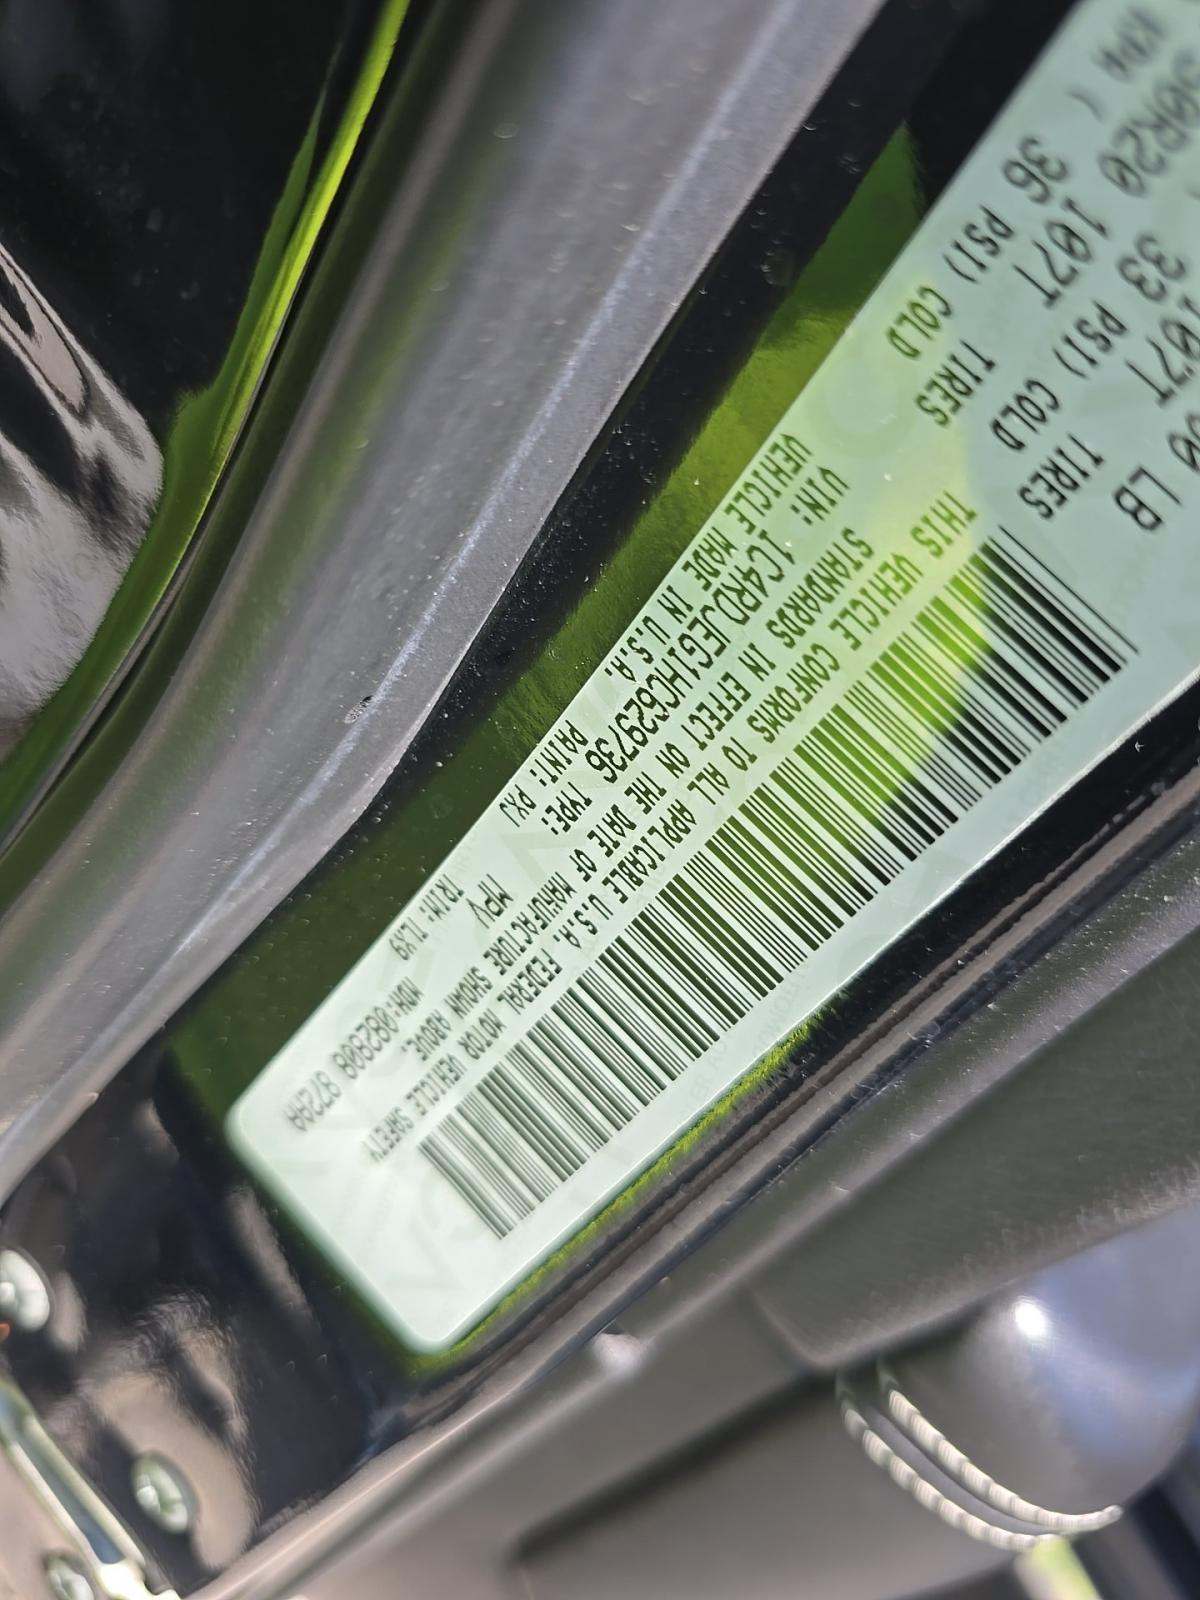 LB
107T TIRES
33 PSI) COLD
107T TIRES
36 PSI) COLD
THIS VEHICLE CONFORMS TO ALL APPLICABLE U.S.A. FEDERAL MOTOR VEHICLE SAFETY
STANDARDS IN EFFECT ON THE DATE OF MANUFACTURE SHOWN ABOVE.
VIN: 1C4RDJEG1HC629736 TYPE: MPV MDH:082808 872AA
VEHICLE MADE IN U.S.A. PAINT: PXJ TRIM:TLX9